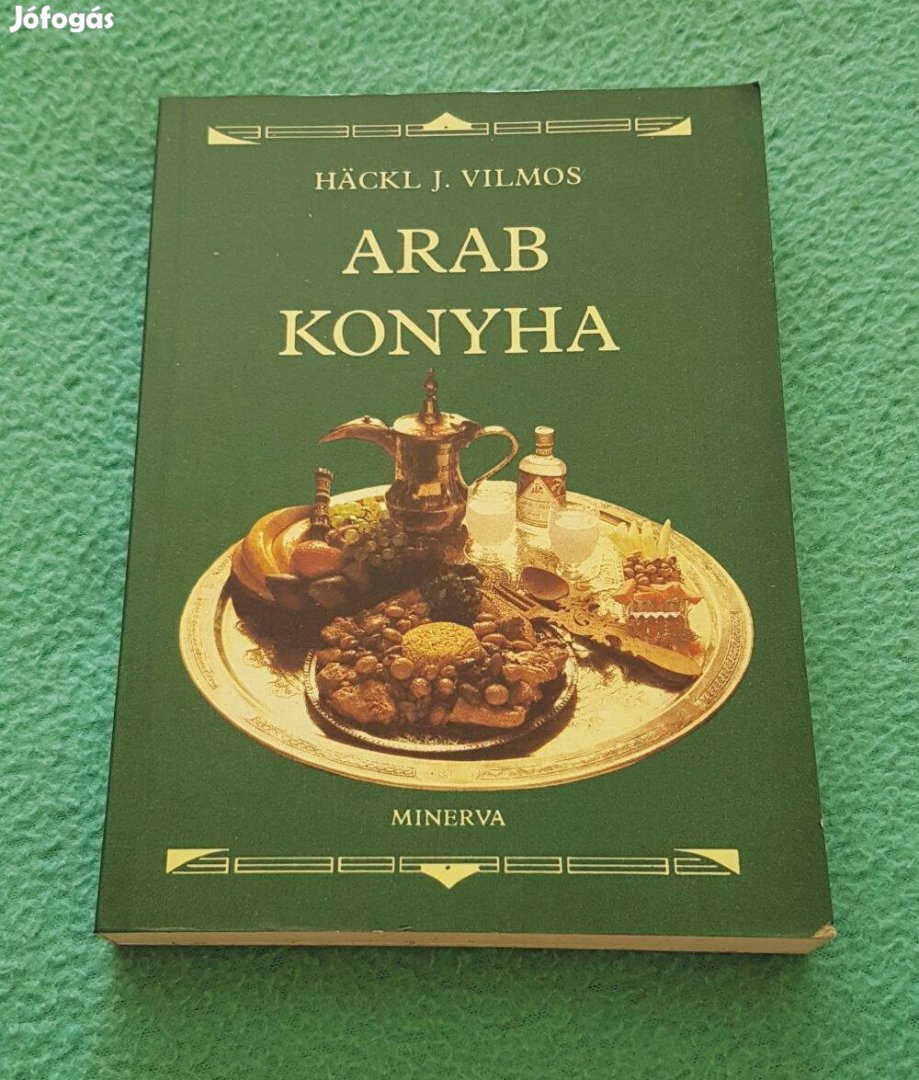 Jófogás
HÄCKL J. VILMOS
ARAB
KONYHA
MINERVA